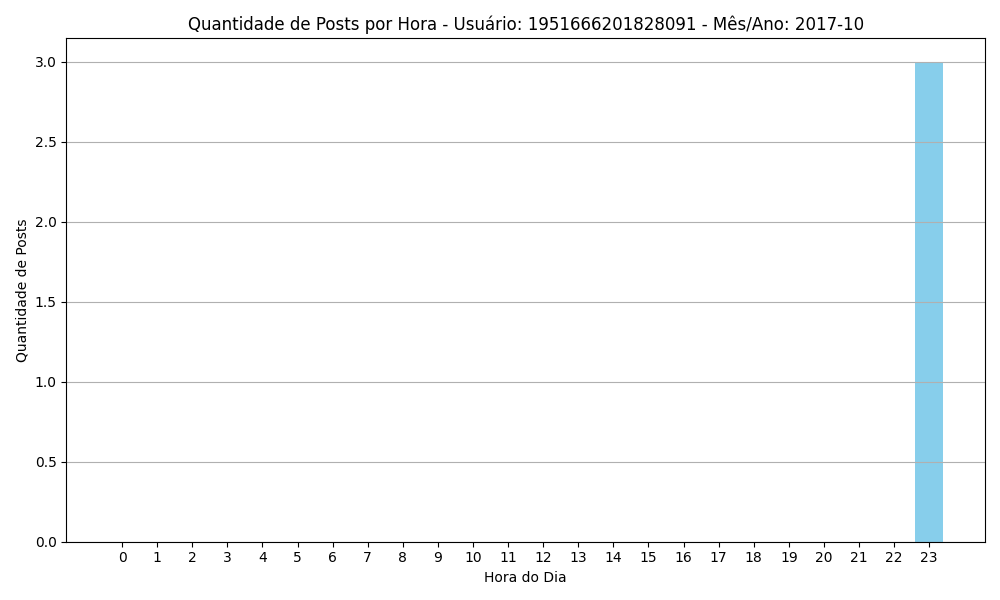 Quantidade de Posts por Hora - Usuário: 1951666201828091 - Mês/Ano: 2017-10
Quantidade de Posts
3.0
2.5
2.0
1.5
1.0
0.5
0.0
0 1 2 3 4 5 6 7 8 9 10 11 12 13 14 15 16 17 18 19 20 21 22 23
Hora do Dia